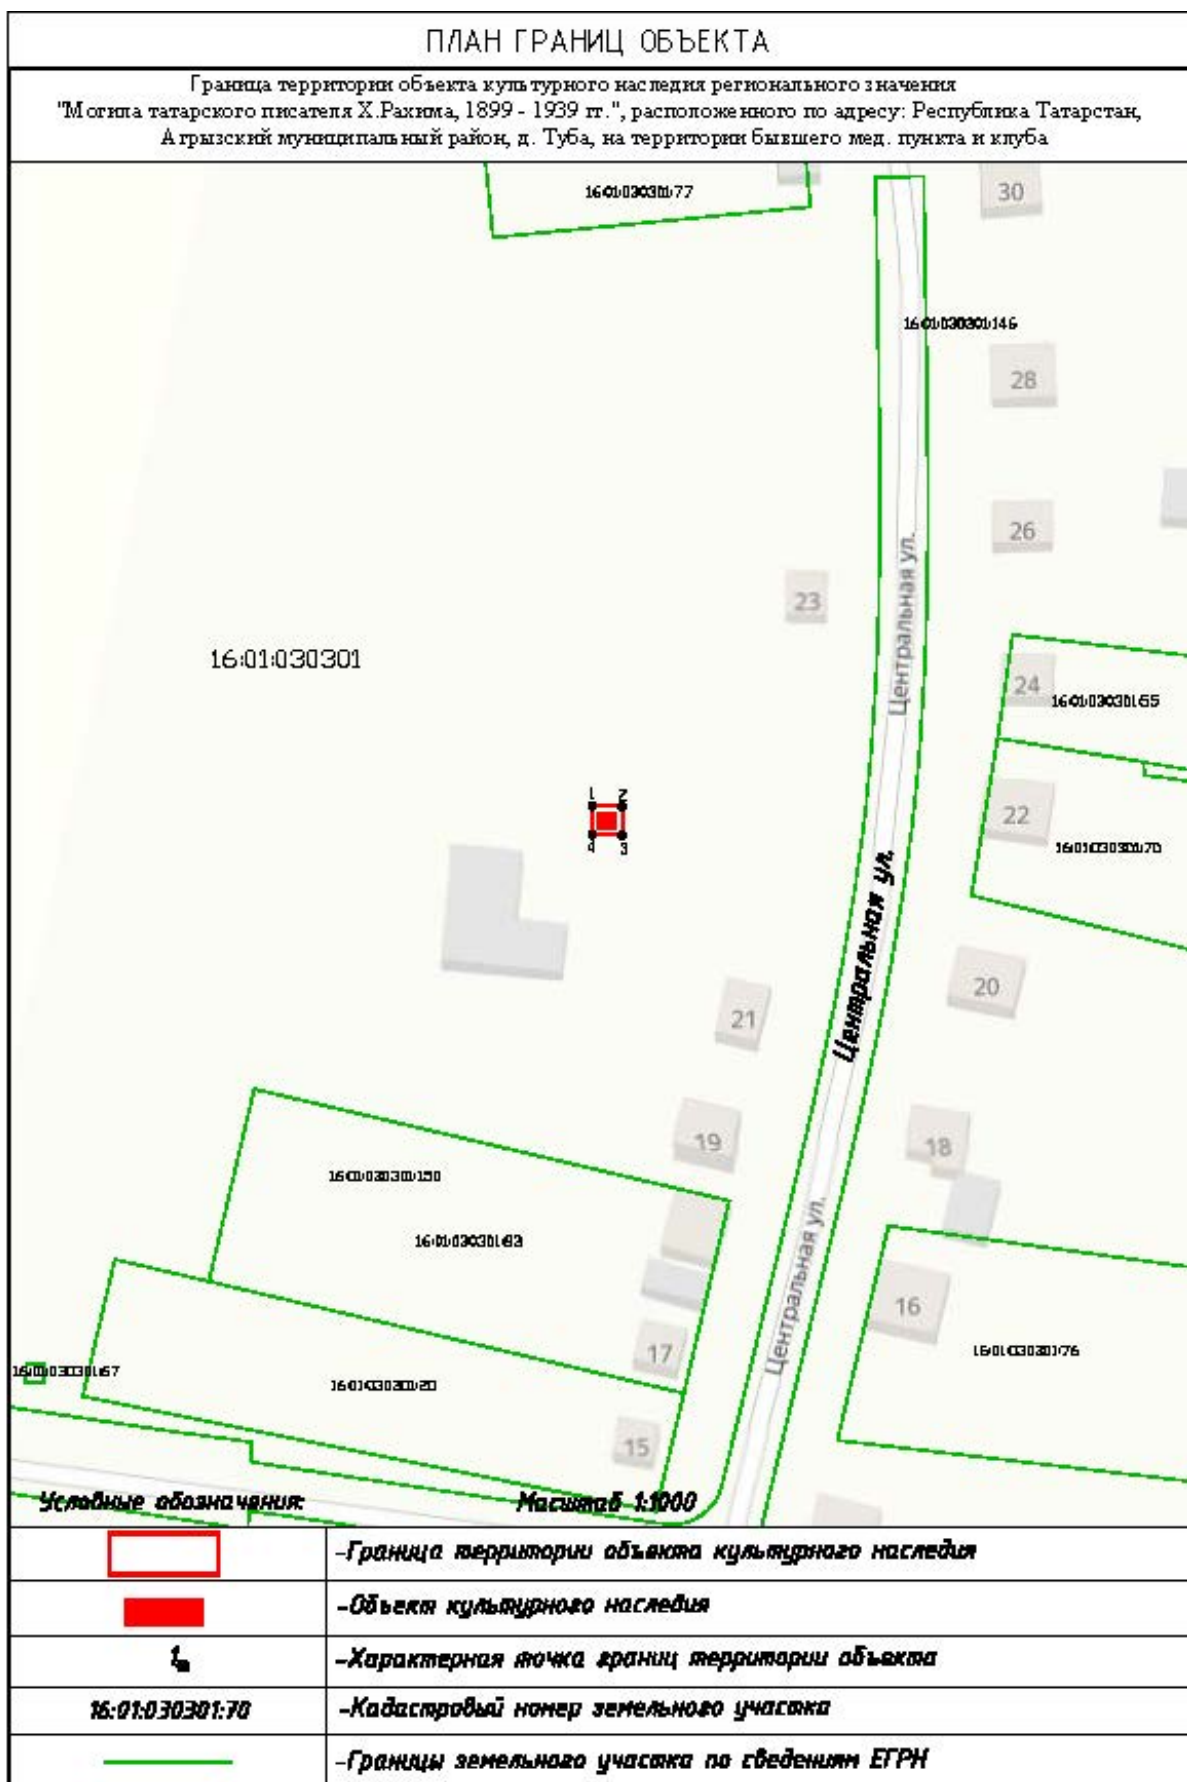 ПЛАН ГРАНИЦ ОБЪЕКТА
Граница территории объекта культурного наследия регионального значения
"Могила татарского писателя Х.Рахима, 1899 - 1939 гг.", расположенного по адресу: Республика Татарстан,
Агрызский муниципальный район, д. Туба, на территории бывшего мед. пункта и клуба
16:01:030301:77
30
16:01:030301:146
28
26
23
Центральная ул.
16:01:030301
24
16:01:030301:55
1 2
22
4 3
16:01:030301:70
Центральная ул.
20
21
19
18
16:01:030301:150
Центральная ул.
16
17
16:01:030301:76
16:01:030301:67
16:01:030301:20
15
Условные обозначения:
Масштаб 1:1000
-Граница территории объекта культурного наследия
-Объект культурного наследия
1
-Характерная точка границ территории объекта
16:01:030301:70
-Кадастровый номер земельного участка
-Границы земельного участка по сведениям ЕГРН